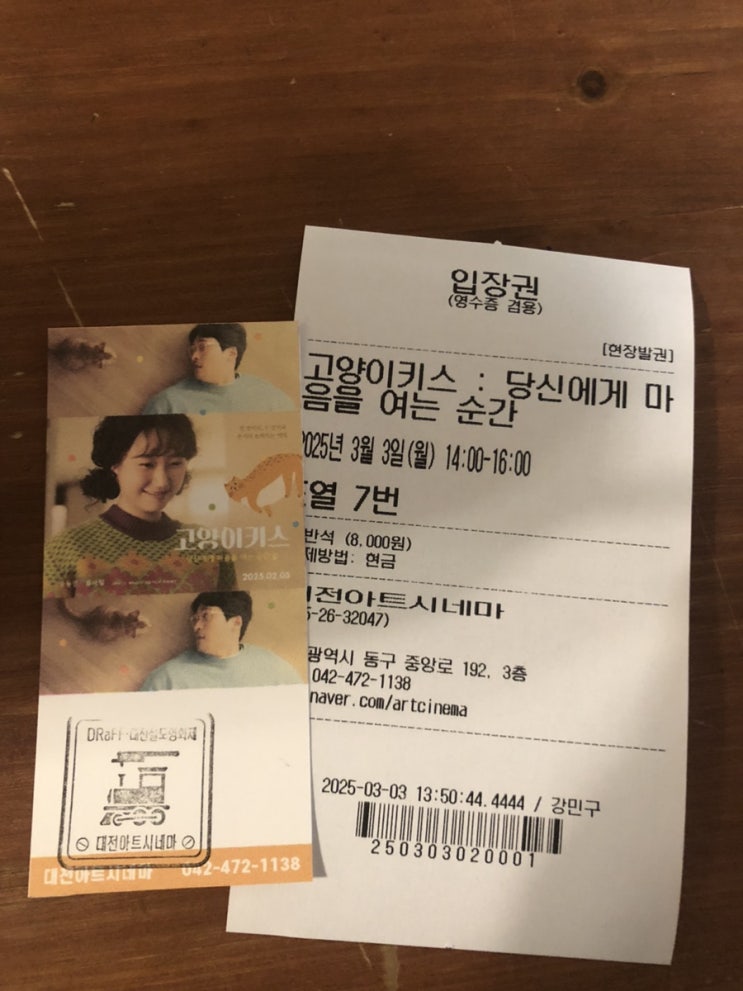 고양이키스
2025.02.05
DRaFF·대전철도영화제
대전아트시네마
대전아트시네마 042-472-1138
입장권
(영수증 겸용)
[현장발권]
고양이키스 : 당신에게 마
음을 여는 순간
025년 3월 3일(월) 14:00-16:00
열 7번
반석 (8,000원)
제방법: 현금
전아트시네마
5-26-32047)
광역시 동구 중앙로 192, 3층
042-472-1138
naver.com/artcinema
2025-03-03 13:50:44.4444 / 강민구
250303020001